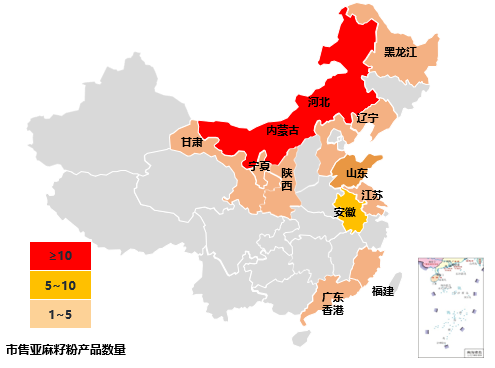 黑龙江
河北
辽宁
内蒙古
甘肃
宁夏
陕
西
山东
江苏
安徽
≥10
5~10
1~5
广东
香港
福建
市售亚麻籽粉产品数量